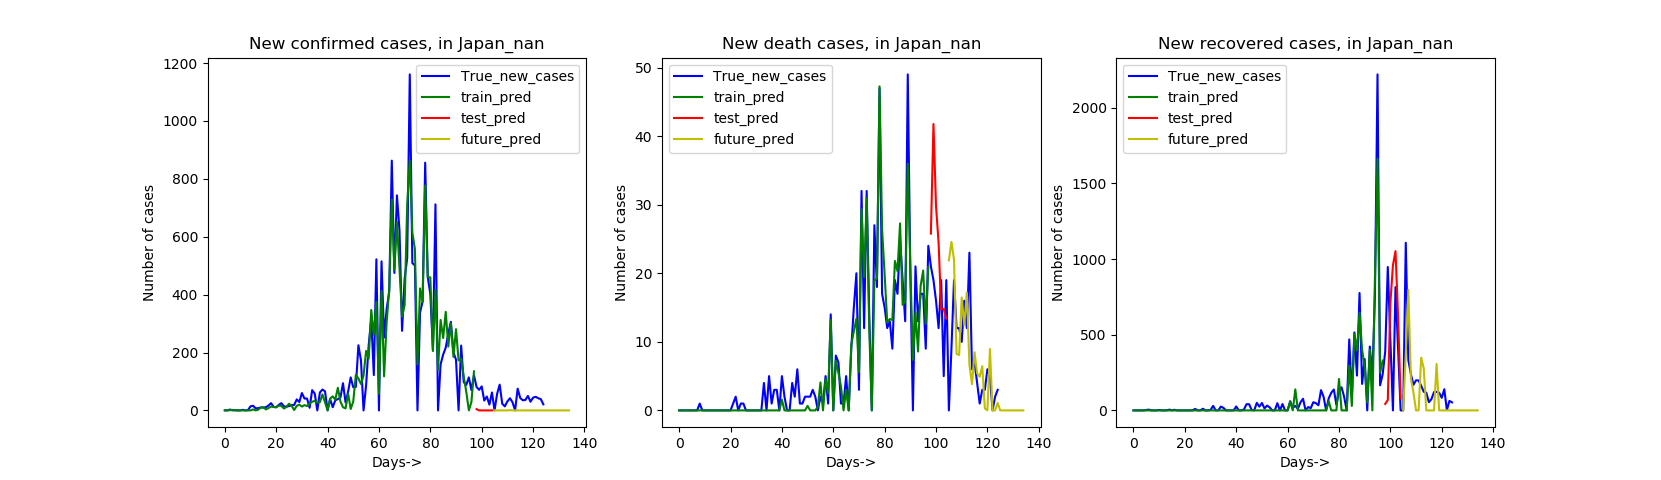 New confirmed cases, in Japan_nan
1200
1000
800
600
400
200
0
Number of cases
True_new_cases
train_pred
test_pred
future_pred
0 20 40 60 80 100 120 140
Days->
New death cases, in Japan_nan
50
40
30
20
10
0
Number of cases
True_new_cases
train_pred
test_pred
future_pred
0 20 40 60 80 100 120 140
Days->
New recovered cases, in Japan_nan
2000
1500
1000
500
0
Number of cases
True_new_cases
train_pred
test_pred
future_pred
0 20 40 60 80 100 120 140
Days->